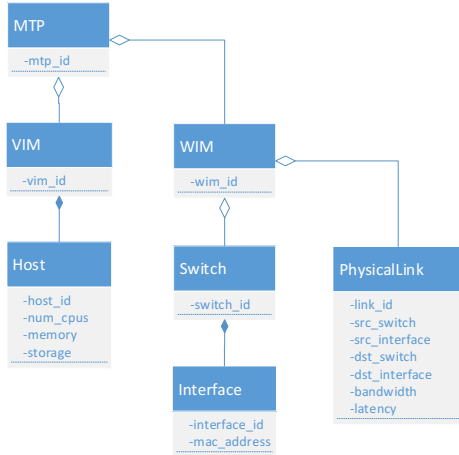 MTP
-mtp_id
VIM
-vim_id
WIM
-wim_id
Host
-host_id
-num_cpus
-memory
-storage
Switch
-switch_id
PhysicalLink
-link_id
-src_switch
-src_interface
-dst_switch
-dst_interface
-bandwidth
-latency
Interface
-interface_id
-mac_address